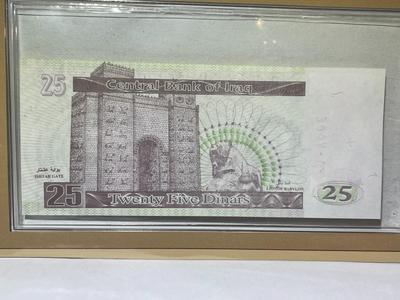 25
Central Bank of Iraq
بوابة عشتار
ISHTAR GATE
LION OF BABYLON
25
Twenty Five Dinars
25